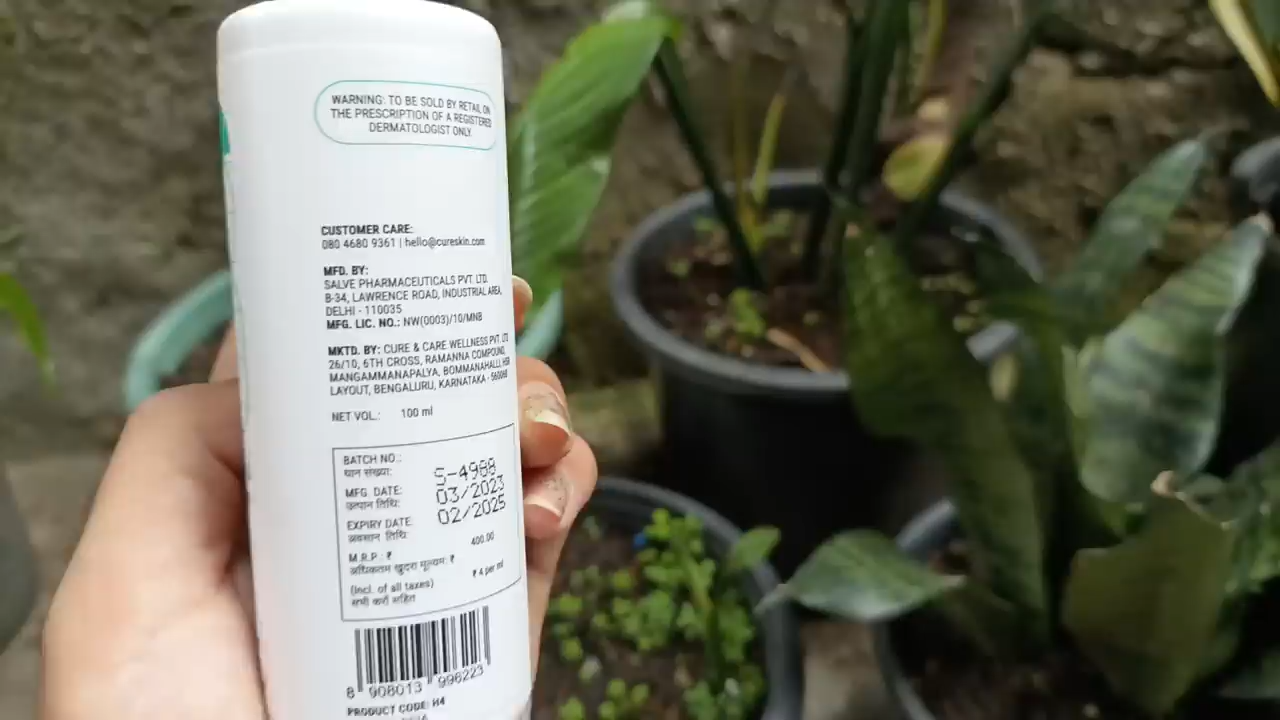 WARNING: TO BE SOLD BY RETAIL ON
THE PRESCRIPTION OF A REGISTERED
DERMATOLOGIST ONLY.
CUSTOMER CARE:
080 4680 9361 | hello@cureskin.com
MFD. BY:
SALVE PHARMACEUTICALS PVT. LTD.
B-34, LAWRENCE ROAD, INDUSTRIAL AREA,
DELHI - 110035
MFG. LIC. NO.: NW(0003)/10/MNB
MKTD. BY: CURE & CARE WELLNESS PVT. LTD
26/10, 6TH CROSS, RAMANNA COMPOUND,
MANGAMMANAPALYA, BOMMANAHALLI, HSR
LAYOUT, BENGALURU, KARNATAKA - 560068
NET VOL.: 100 ml
BATCH NO.: S-4988
थान संख्या:
MFG. DATE: 03/2023
उत्पान तिथि:
EXPIRY DATE: 02/2025
अवसान तिथि:
M.R.P.: ₹ 400.00
अधिकतम खुदरा मूल्यम: ₹
(Incl. of all taxes) ₹ 4 per ml
सभी करों सहित
8 908013 996223
PRODUCT CODE: H4